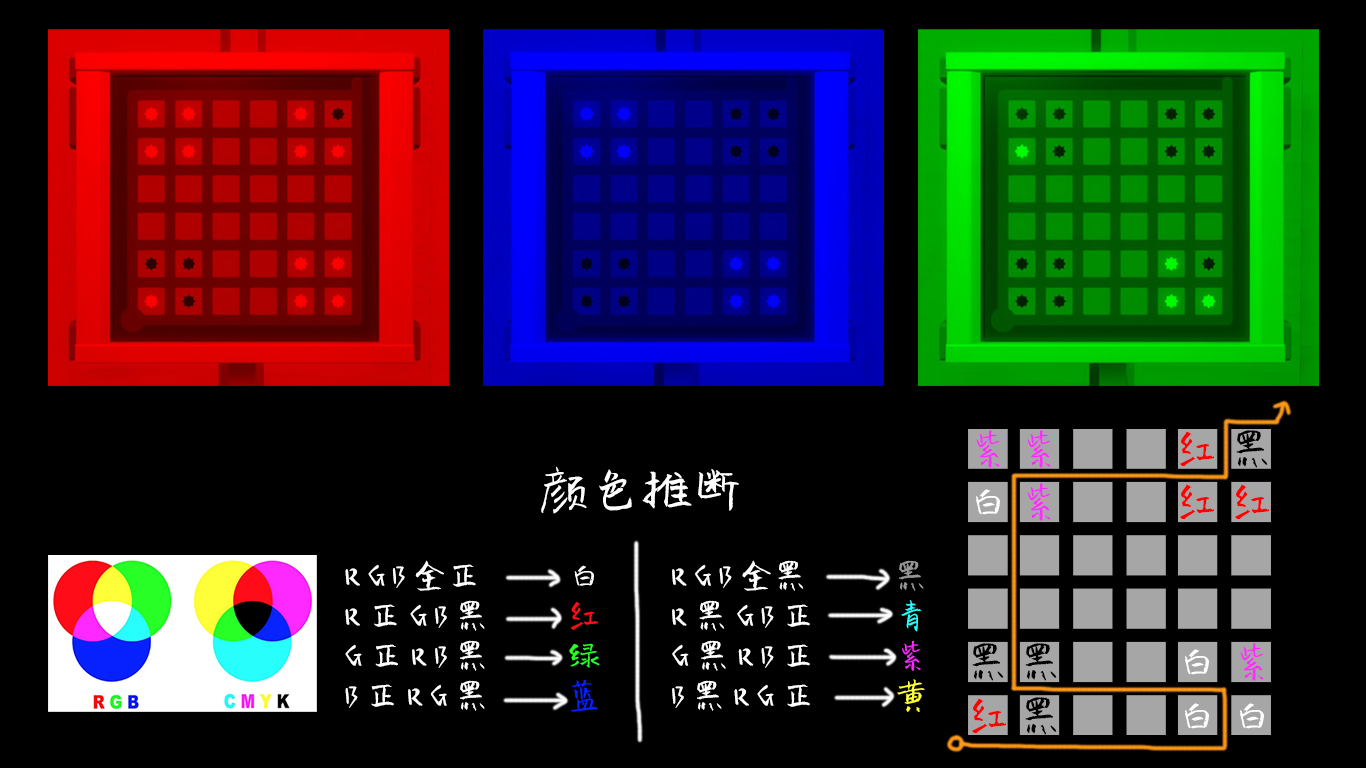 颜色推断
RGB全正 白
R正GB黑 红
G正RB黑 绿
B正RG黑 蓝
RGB CMYK
RGB全黑 黑
R黑GB正 青
G黑RB正 紫
B黑RG正 黄
紫 紫 红 黑
白 紫 红 红
黑 黑 白 紫
红 黑 白 白